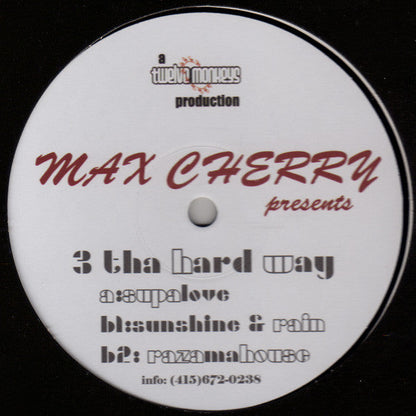 a
twelve monkeys
production
MAX CHERRY
presents
3 tha hard way
a:supalove
b1:sunshine & rain
b2: razamahouse
info: (415)672-0238